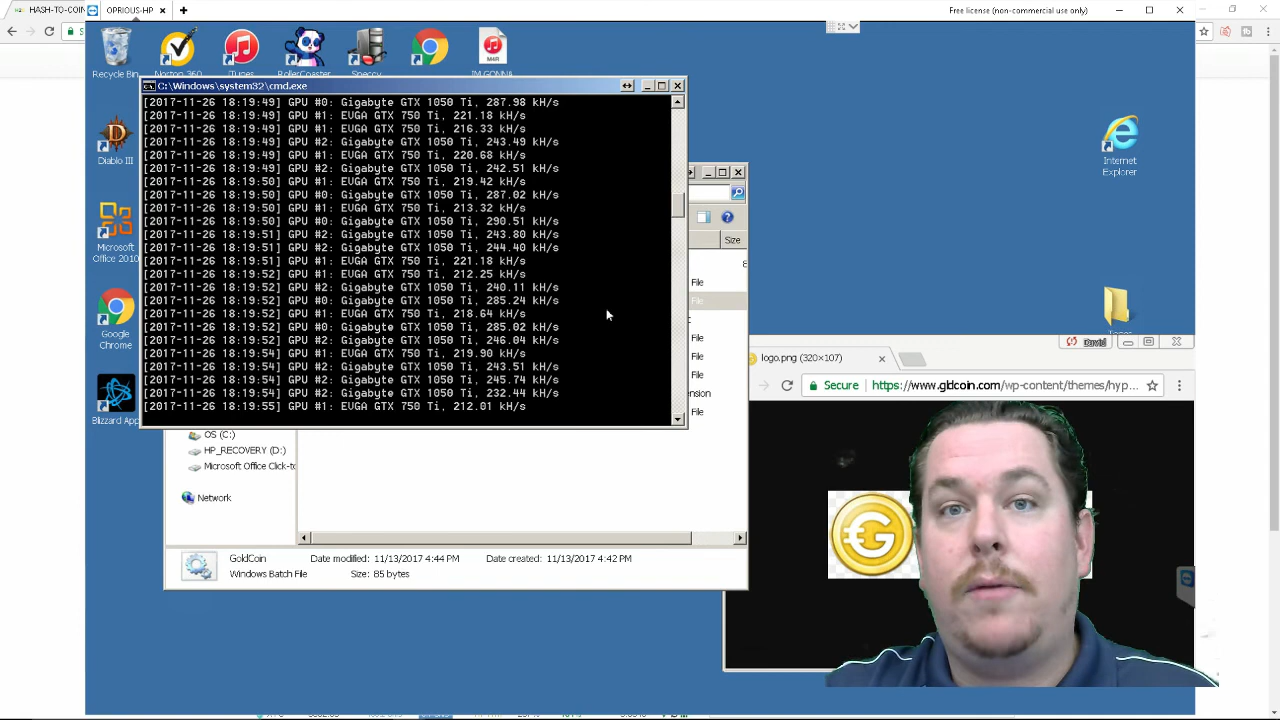 HASH-TO-COIN
OPRIOUS-HP
Free license (non-commercial use only)
Recycle Bin
Norton 360
iTunes
RollerCoaster
Speccy
I'M GONNA
C:\Windows\system32\cmd.exe
[2017-11-26 18:19:49] GPU #0: Gigabyte GTX 1050 Ti, 287.98 kH/s
[2017-11-26 18:19:49] GPU #1: EVGA GTX 750 Ti, 221.18 kH/s
[2017-11-26 18:19:49] GPU #1: EVGA GTX 750 Ti, 216.33 kH/s
[2017-11-26 18:19:49] GPU #2: Gigabyte GTX 1050 Ti, 243.49 kH/s
[2017-11-26 18:19:49] GPU #1: EVGA GTX 750 Ti, 220.68 kH/s
[2017-11-26 18:19:49] GPU #2: Gigabyte GTX 1050 Ti, 242.51 kH/s
[2017-11-26 18:19:50] GPU #1: EVGA GTX 750 Ti, 219.42 kH/s
[2017-11-26 18:19:50] GPU #0: Gigabyte GTX 1050 Ti, 287.02 kH/s
[2017-11-26 18:19:50] GPU #1: EVGA GTX 750 Ti, 213.32 kH/s
[2017-11-26 18:19:50] GPU #0: Gigabyte GTX 1050 Ti, 290.51 kH/s
[2017-11-26 18:19:51] GPU #2: Gigabyte GTX 1050 Ti, 243.80 kH/s
[2017-11-26 18:19:51] GPU #2: Gigabyte GTX 1050 Ti, 244.40 kH/s
[2017-11-26 18:19:51] GPU #1: EVGA GTX 750 Ti, 221.18 kH/s
[2017-11-26 18:19:52] GPU #1: EVGA GTX 750 Ti, 212.25 kH/s
[2017-11-26 18:19:52] GPU #2: Gigabyte GTX 1050 Ti, 240.11 kH/s
[2017-11-26 18:19:52] GPU #0: Gigabyte GTX 1050 Ti, 285.24 kH/s
[2017-11-26 18:19:52] GPU #1: EVGA GTX 750 Ti, 218.64 kH/s
[2017-11-26 18:19:52] GPU #0: Gigabyte GTX 1050 Ti, 285.02 kH/s
[2017-11-26 18:19:52] GPU #2: Gigabyte GTX 1050 Ti, 246.04 kH/s
[2017-11-26 18:19:54] GPU #1: EVGA GTX 750 Ti, 219.90 kH/s
[2017-11-26 18:19:54] GPU #2: Gigabyte GTX 1050 Ti, 243.51 kH/s
[2017-11-26 18:19:54] GPU #2: Gigabyte GTX 1050 Ti, 245.74 kH/s
[2017-11-26 18:19:54] GPU #2: Gigabyte GTX 1050 Ti, 232.44 kH/s
[2017-11-26 18:19:55] GPU #1: EVGA GTX 750 Ti, 212.01 kH/s
Diablo III
Microsoft
Office 2010
Google
Chrome
Blizzard App
Internet
Explorer
Size
File
File
File
File
File
ension
File
OS (C:)
HP_RECOVERY (D:)
Microsoft Office Click-to
Network
GoldCoin
Date modified: 11/13/2017 4:44 PM
Date created: 11/13/2017 4:42 PM
Windows Batch File
Size: 85 bytes
David
logo.png (320×107)
Secure
https://www.gldcoin.com/wp-content/themes/hyp...
G